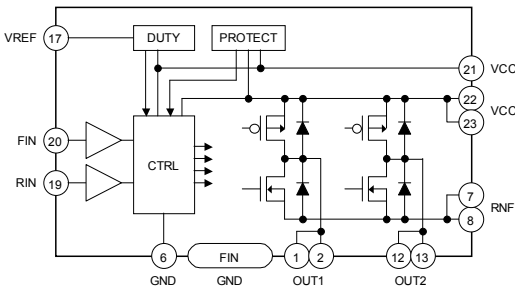 VREF 17 DUTY PROTECT
21 VCC
22 VCC
23
FIN 20
CTRL
RIN 19
7 RNF
8
6 FIN 1 2 12 13
GND GND OUT1 OUT2